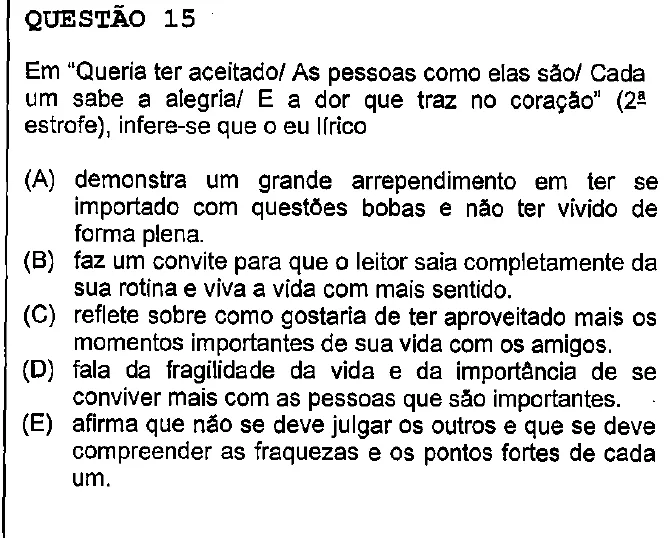 QUESTÃO 15
Em "Queria ter aceitado/ As pessoas como elas são/ Cada
um sabe a alegria/ E a dor que traz no coração" (2ª
estrofe), infere-se que o eu lírico
(A) demonstra um grande arrependimento em ter se
importado com questões bobas e não ter vivido de
forma plena.
(B) faz um convite para que o leitor saia completamente da
sua rotina e viva a vida com mais sentido.
(C) reflete sobre como gostaria de ter aproveitado mais os
momentos importantes de sua vida com os amigos.
(D) fala da fragilidade da vida e da importância de se
conviver mais com as pessoas que são importantes.
(E) afirma que não se deve julgar os outros e que se deve
compreender as fraquezas e os pontos fortes de cada
um.